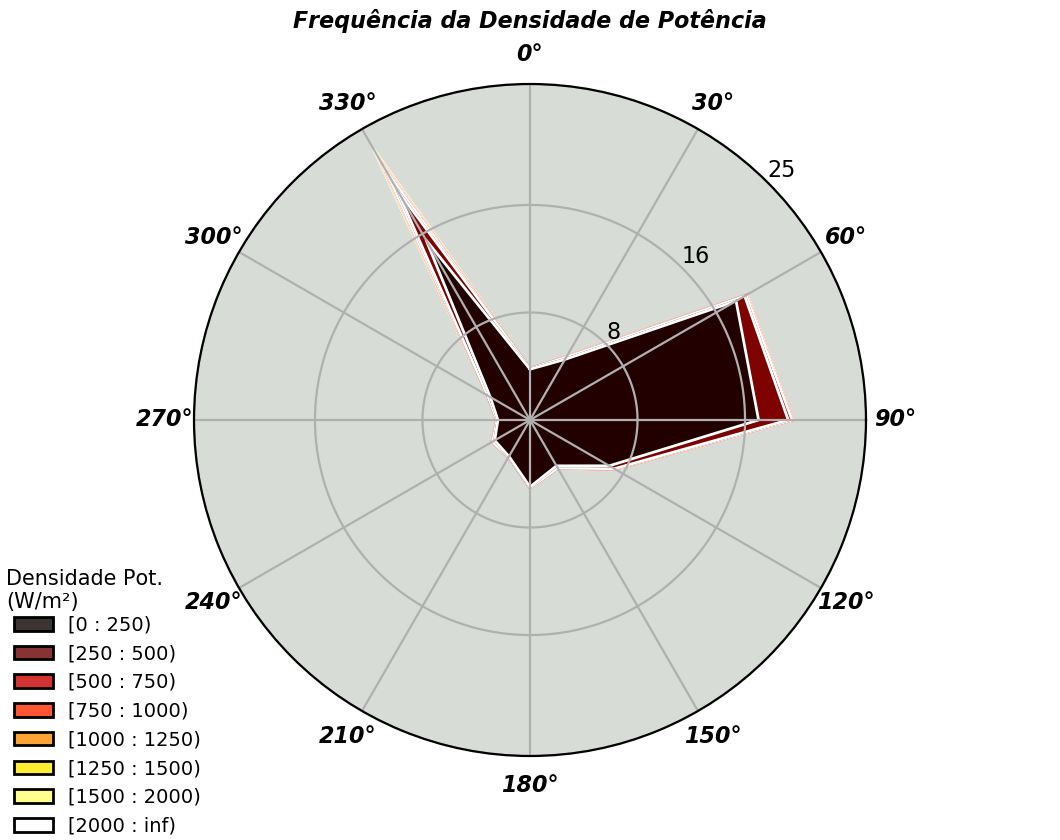 Frequência da Densidade de Potência
0°
330°
30°
25
300°
60°
16
8
270°
90°
240°
120°
210°
150°
180°
Densidade Pot.
(W/m²)
[0 : 250)
[250 : 500)
[500 : 750)
[750 : 1000)
[1000 : 1250)
[1250 : 1500)
[1500 : 2000)
[2000 : inf)